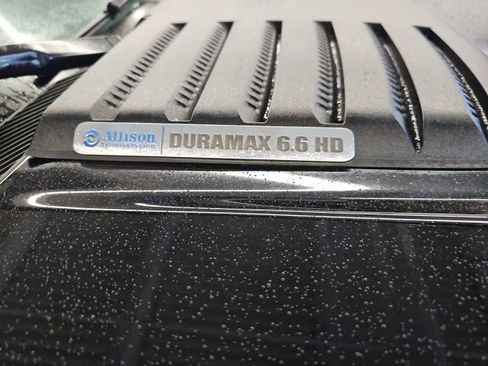 Allison
Transmission
DURAMAX 6.6 HD